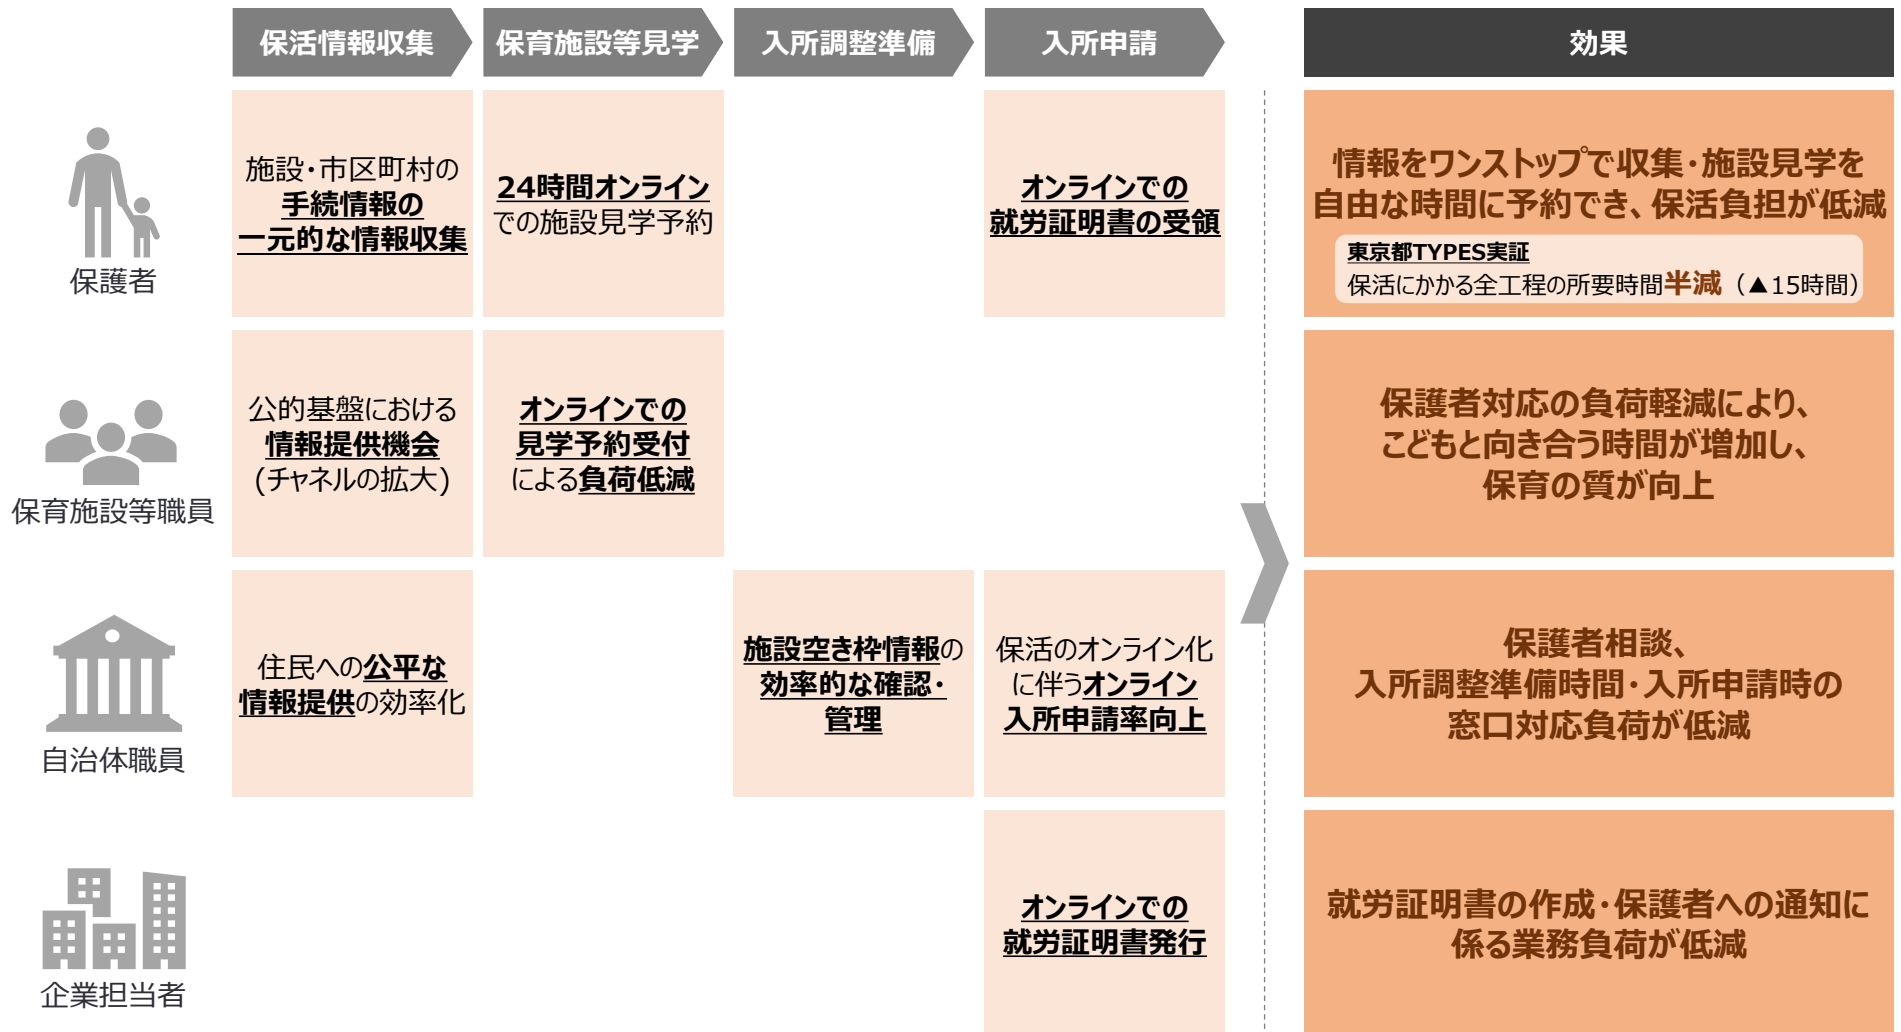 保活情報収集
保育施設等見学
入所調整準備
入所申請
効果
保護者
施設・市区町村の
手続情報の
一元的な情報収集
24時間オンライン
での施設見学予約
オンラインでの
就労証明書の受領
情報をワンストップで収集・施設見学を
自由な時間に予約でき、保活負担が低減
東京都TYPES実証
保活にかかる全工程の所要時間半減（▲15時間）
保育施設等職員
公的基盤における
情報提供機会
(チャネルの拡大)
オンラインでの
見学予約受付
による負荷低減
保護者対応の負荷軽減により、
こどもと向き合う時間が増加し、
保育の質が向上
自治体職員
住民への公平な
情報提供の効率化
施設空き枠情報の
効率的な確認・
管理
保活のオンライン化
に伴うオンライン
入所申請率向上
保護者相談、
入所調整準備時間・入所申請時の
窓口対応負荷が低減
企業担当者
オンラインでの
就労証明書発行
就労証明書の作成・保護者への通知に
係る業務負荷が低減